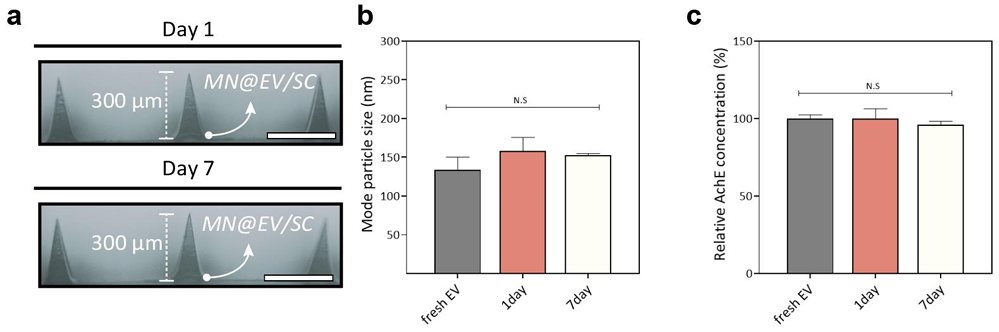 a
Day 1
300 µm
MN@EV/SC
Day 7
300 µm
MN@EV/SC
b
Mode particle size (nm)
300
250
200
150
100
50
N.S
fresh EV
1day
7day
c
Relative AchE concentration (%)
150
100
50
0
N.S
fresh EV
1day
7day